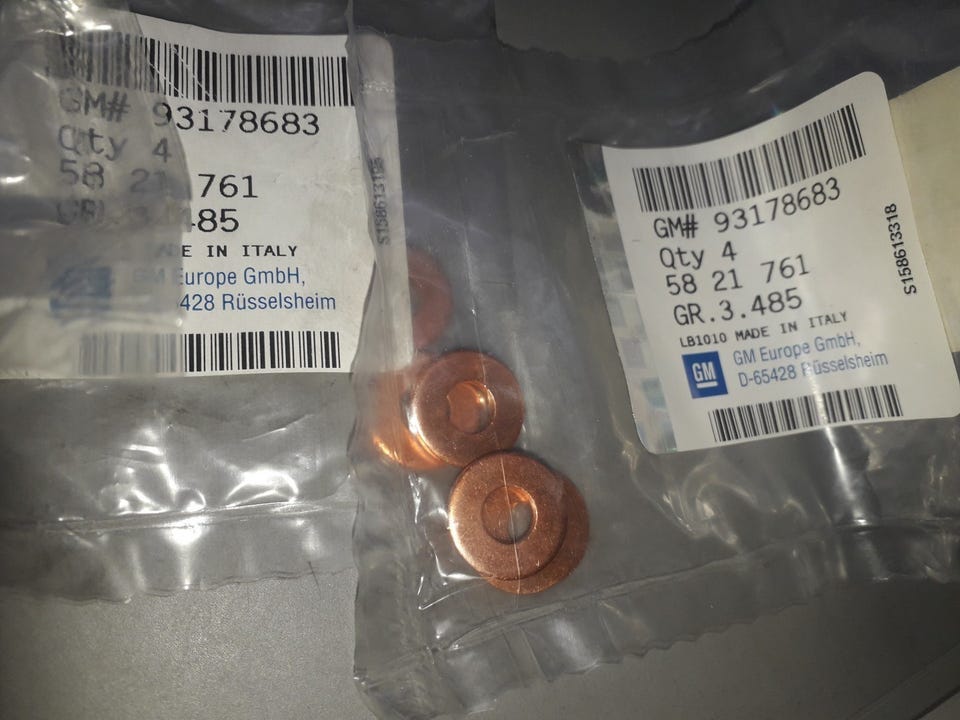 GM# 93178683
Qty 4
58 21 761
GR.3.485
MADE IN ITALY
GM Europe GmbH,
428 Rüsselsheim
S158613318
GM# 93178683
Qty 4
58 21 761
GR.3.485
LB1010 MADE IN ITALY
GM
GM Europe GmbH,
D-65428 Rüsselsheim
S158613318